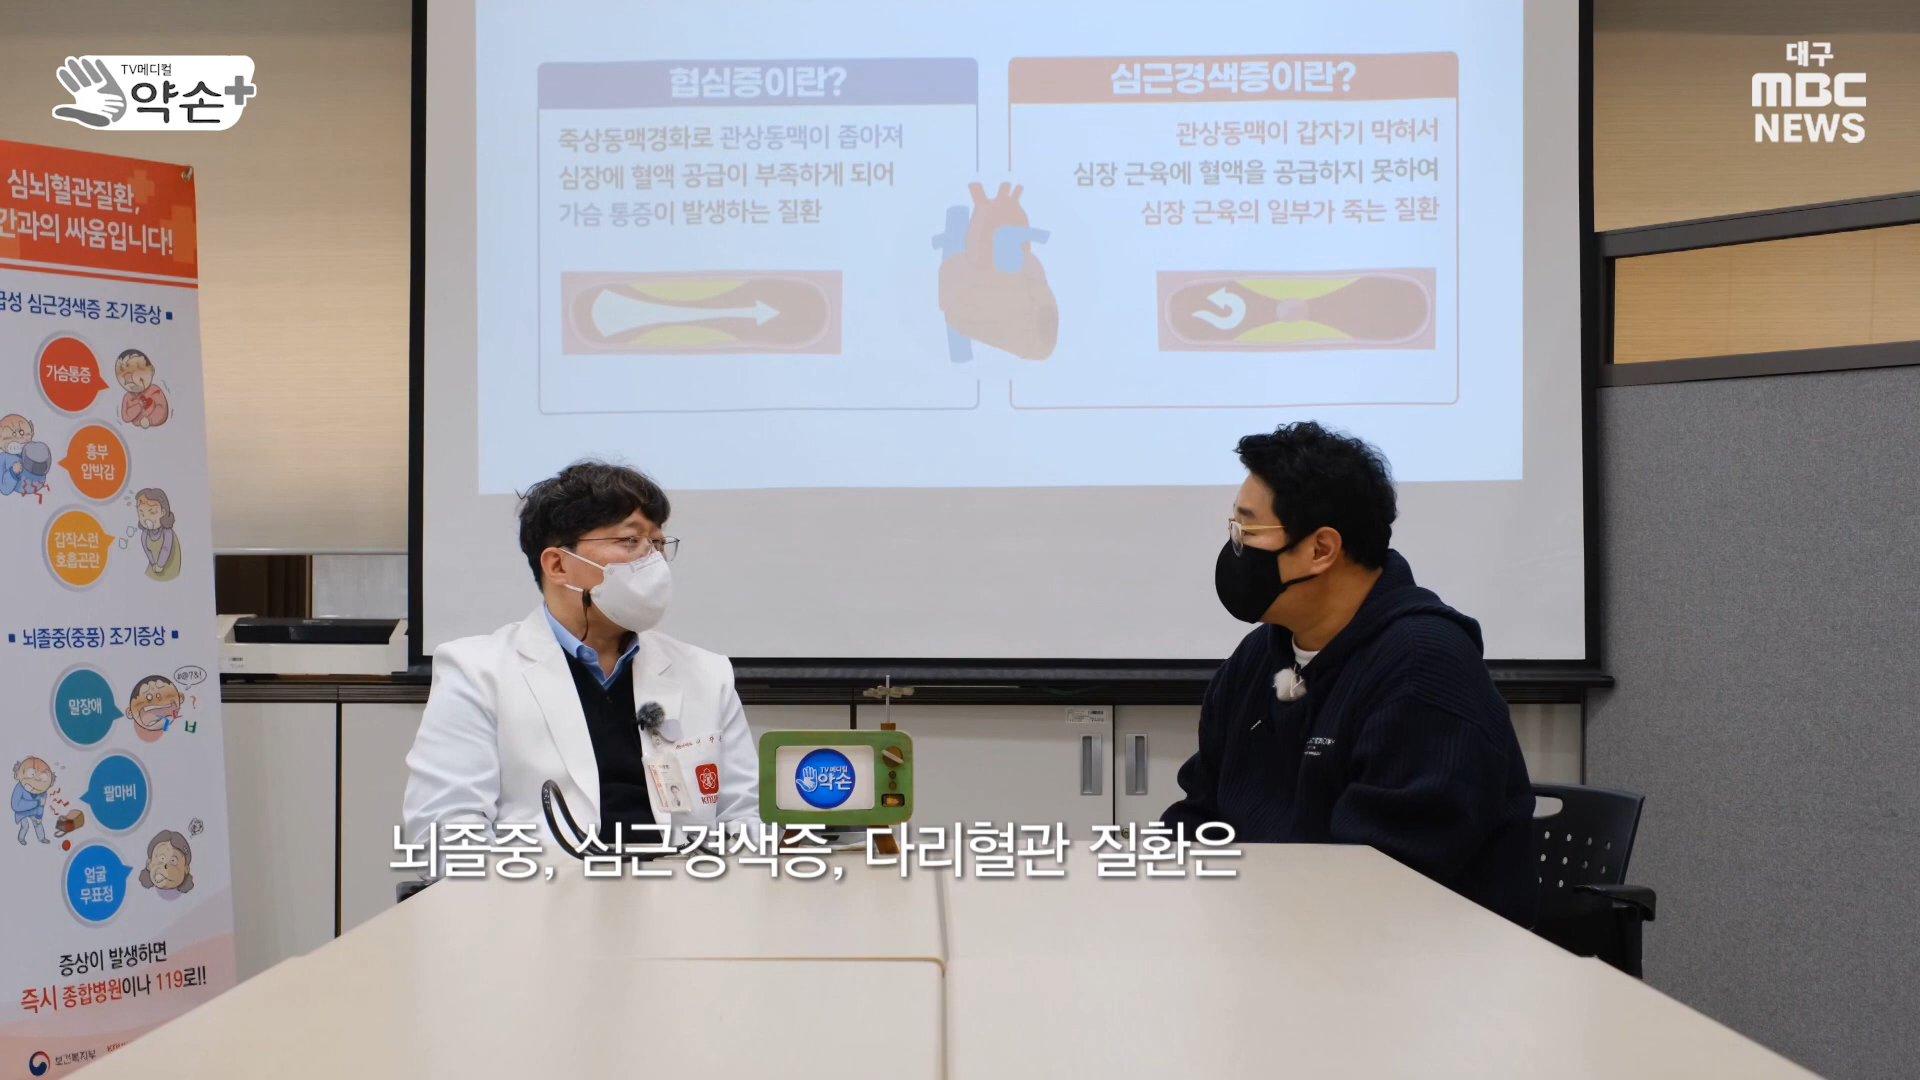 TV메디컬
약손+
대구
MBC
NEWS
협심증이란?
죽상동맥경화로 관상동맥이 좁아져
심장에 혈액 공급이 부족하게 되어
가슴 통증이 발생하는 질환
심근경색증이란?
관상동맥이 갑자기 막혀서
심장 근육에 혈액을 공급하지 못하여
심장 근육의 일부가 죽는 질환
심뇌혈관질환,
간과의 싸움입니다!
급성 심근경색증 조기증상
가슴통증
흉부
압박감
갑작스런
호흡곤란
뇌졸중(중풍) 조기증상
말장애
팔마비
얼굴
무표정
증상이 발생하면
즉시 종합병원이나 119로!!
보건복지부
TV메디컬
약손
뇌졸중, 심근경색증, 다리혈관 질환은